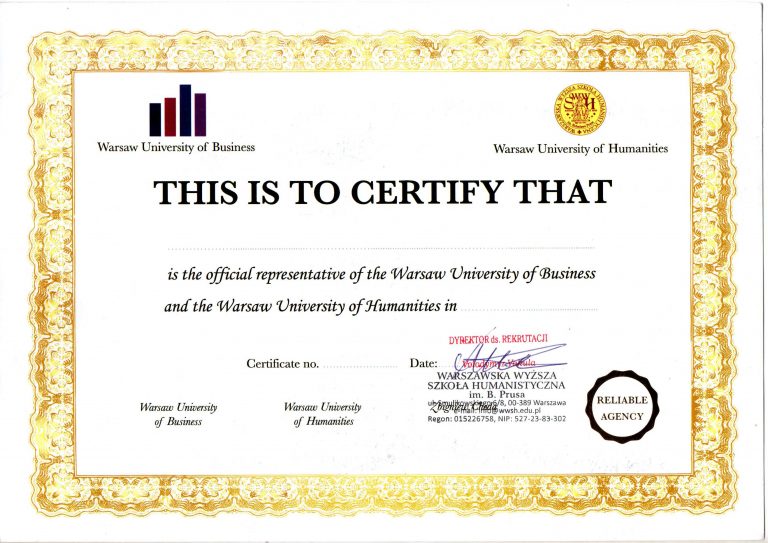 Warsaw University of Business
Warsaw University of Humanities
THIS IS TO CERTIFY THAT
is the official representative of the Warsaw University of Business
and the Warsaw University of Humanities in
Certificate no.
Date:
DYREKTOR ds. REKRUTACJI
WARSZAWSKA WYŻSZA
SZKOŁA HUMANISTYCZNA
im. B. Prusa
ul. Smulikowskiego 6/8, 00-389 Warszawa
e-mail: info@wwsh.edu.pl
Regon: 015226758, NIP: 527-23-83-302
Warsaw University
of Business
Warsaw University
of Humanities
RELIABLE
AGENCY